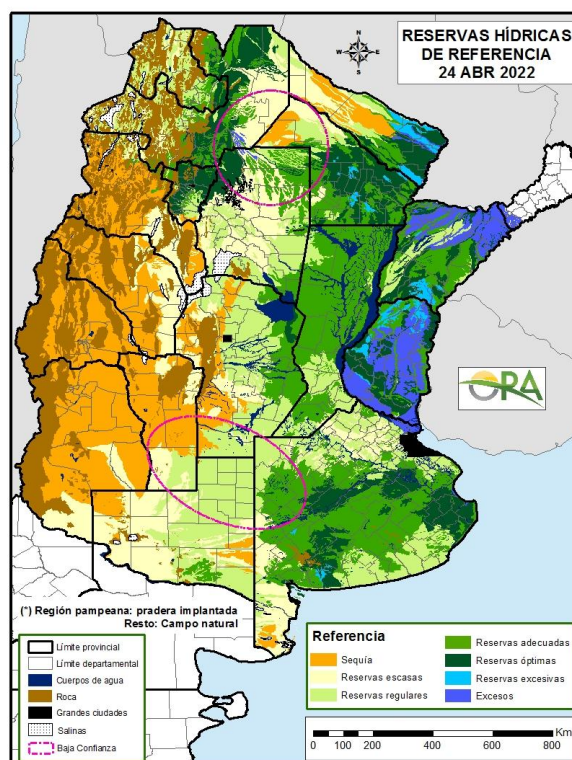 RESERVAS HÍDRICAS
DE REFERENCIA
24 ABR 2022
N
W
E
S
ORA
(*) Región pampeana: pradera implantada
Resto: Campo natural
Límite provincial
Límite departamental
Cuerpos de agua
Roca
Grandes ciudades
Salinas
Baja Confianza
Referencia
Sequía
Reservas escasas
Reservas regulares
Reservas adecuadas
Reservas óptimas
Reservas excesivas
Excesos
Km
0 100 200 400 600 800